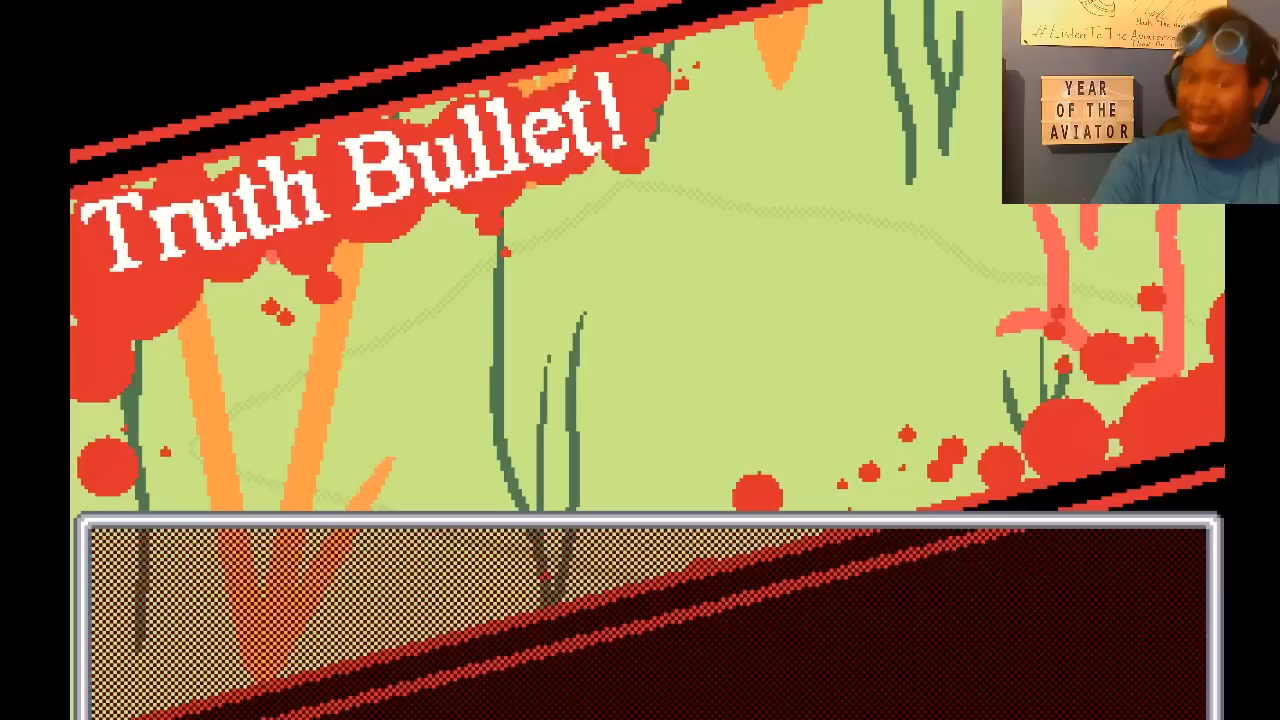 Truth Bullet!
#ListenToTheAviator
YEAR
OF THE
AVIATOR